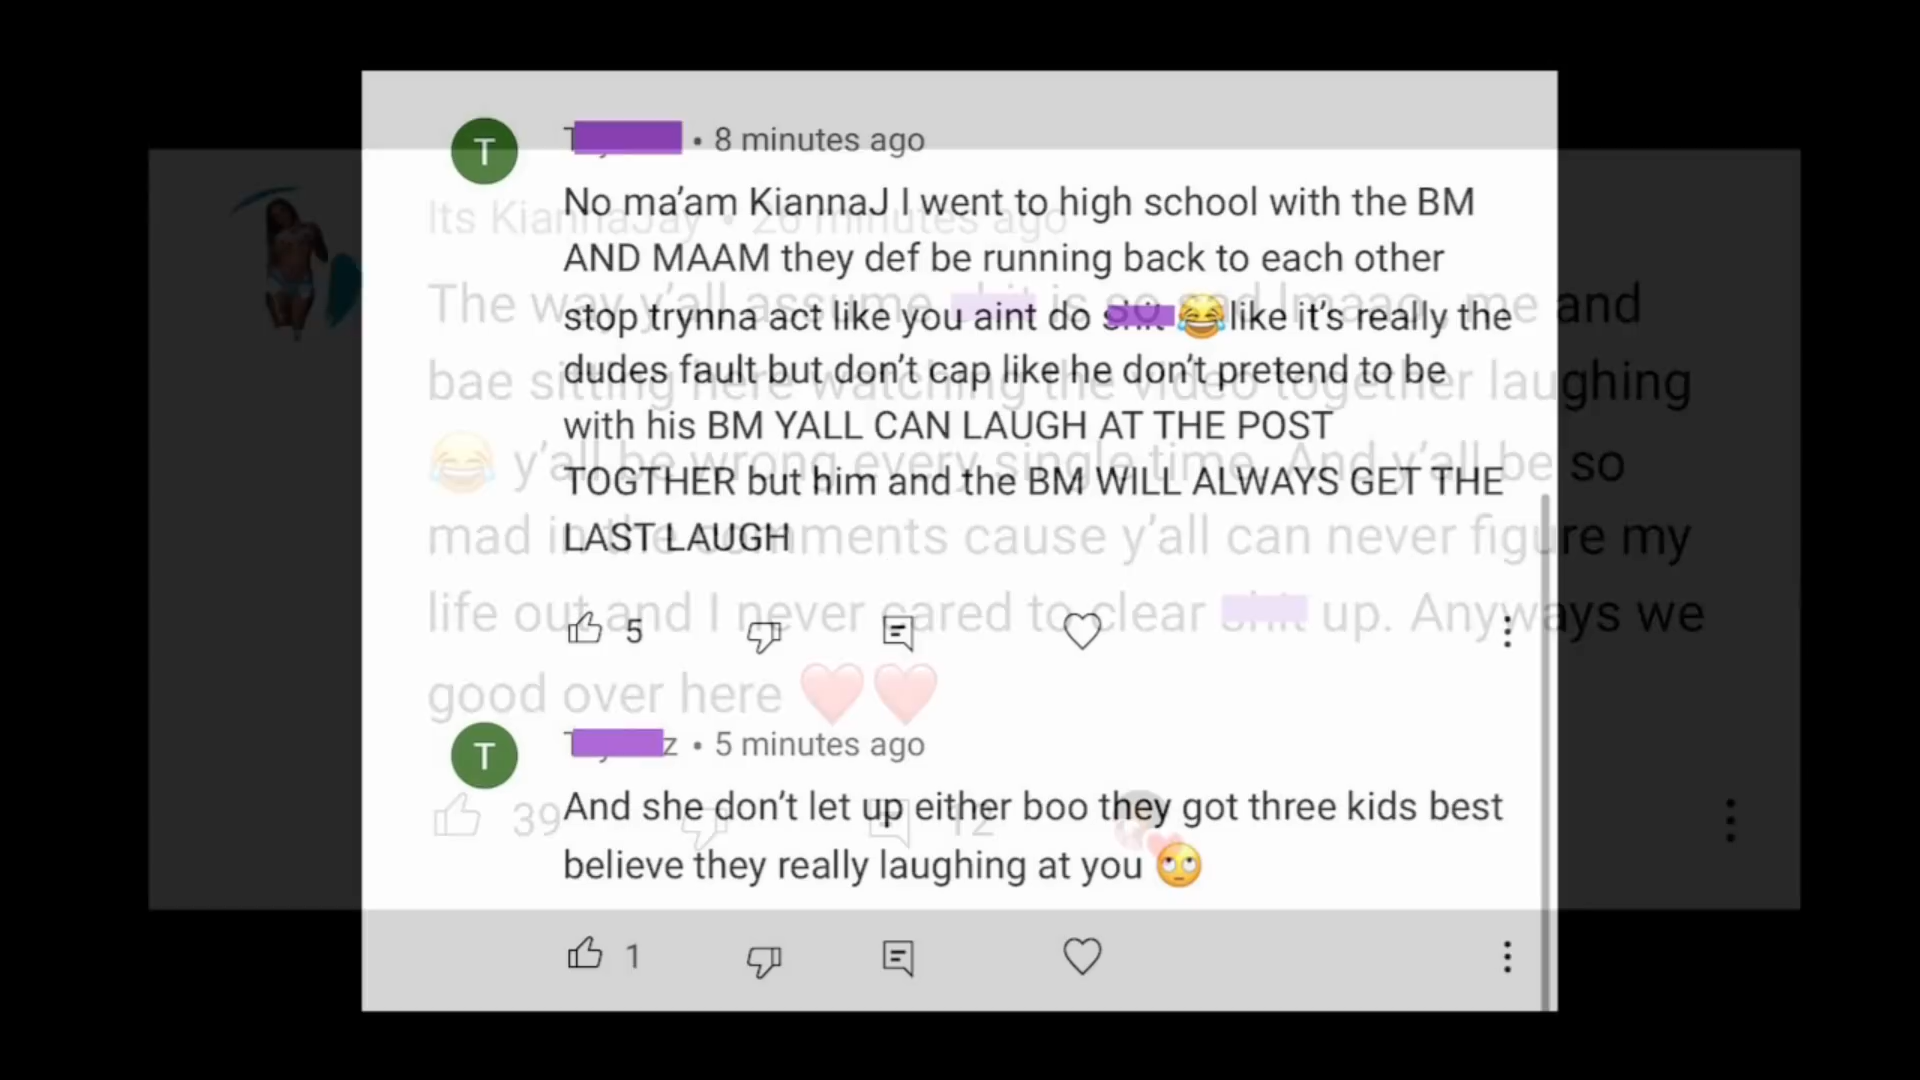 T
8 minutes ago
No ma’am KiannaJ I went to high school with the BM
AND MAAM they def be running back to each other
stop trynna act like you aint do shit 😂 like it’s really the
dudes fault but don’t cap like he don’t pretend to be
with his BM YALL CAN LAUGH AT THE POST
TOGTHER but him and the BM WILL ALWAYS GET THE
LAST LAUGH
5
T
z • 5 minutes ago
And she don’t let up either boo they got three kids best
believe they really laughing at you 🙄
1
Its KiannaJay • 26 minutes ago
The way y’all assume shit is so sad lmaao, me and
bae sitting here watching the video together laughing
😂 y’all be wrong every single time. And y’all be so
mad in the comments cause y’all can never figure my
life out and I never cared to clear shit up. Anyways we
good over here ❤️❤️
39
12